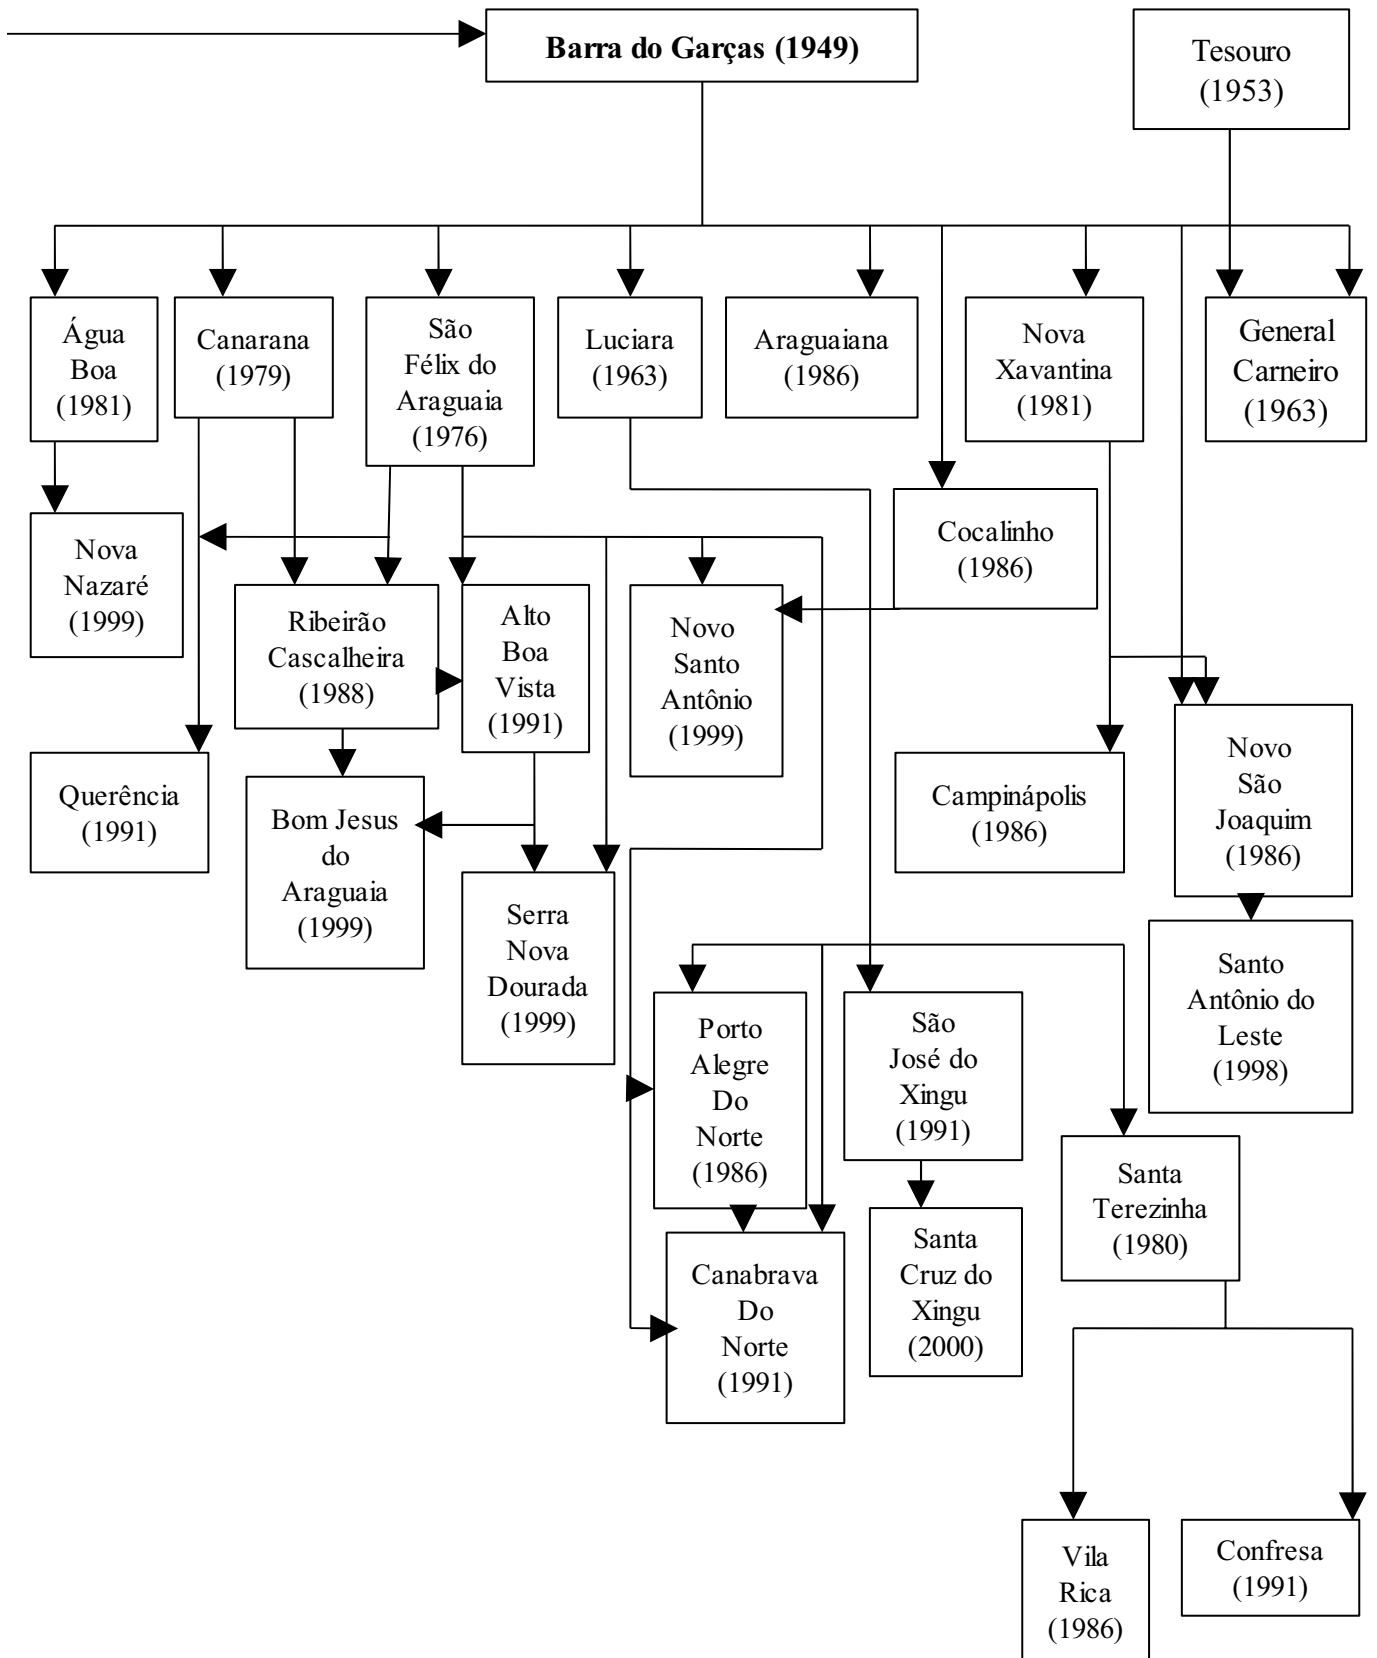 Barra do Garças (1949)
Tesouro
(1953)
Água
Boa
(1981)
Canarana
(1979)
São
Félix do
Araguaia
(1976)
Luciara
(1963)
Araguaiana
(1986)
Nova
Xavantina
(1981)
General
Carneiro
(1963)
Nova
Nazaré
(1999)
Ribeirão
Cascalheira
(1988)
Alto
Boa
Vista
(1991)
Novo
Santo
Antônio
(1999)
Cocalinho
(1986)
Querência
(1991)
Bom Jesus
do
Araguaia
(1999)
Serra
Nova
Dourada
(1999)
Campinápolis
(1986)
Novo
São
Joaquim
(1986)
Santo
Antônio do
Leste
(1998)
Porto
Alegre
Do
Norte
(1986)
São
José do
Xingu
(1991)
Santa
Terezinha
(1980)
Canabrava
Do
Norte
(1991)
Santa
Cruz do
Xingu
(2000)
Vila
Rica
(1986)
Confresa
(1991)